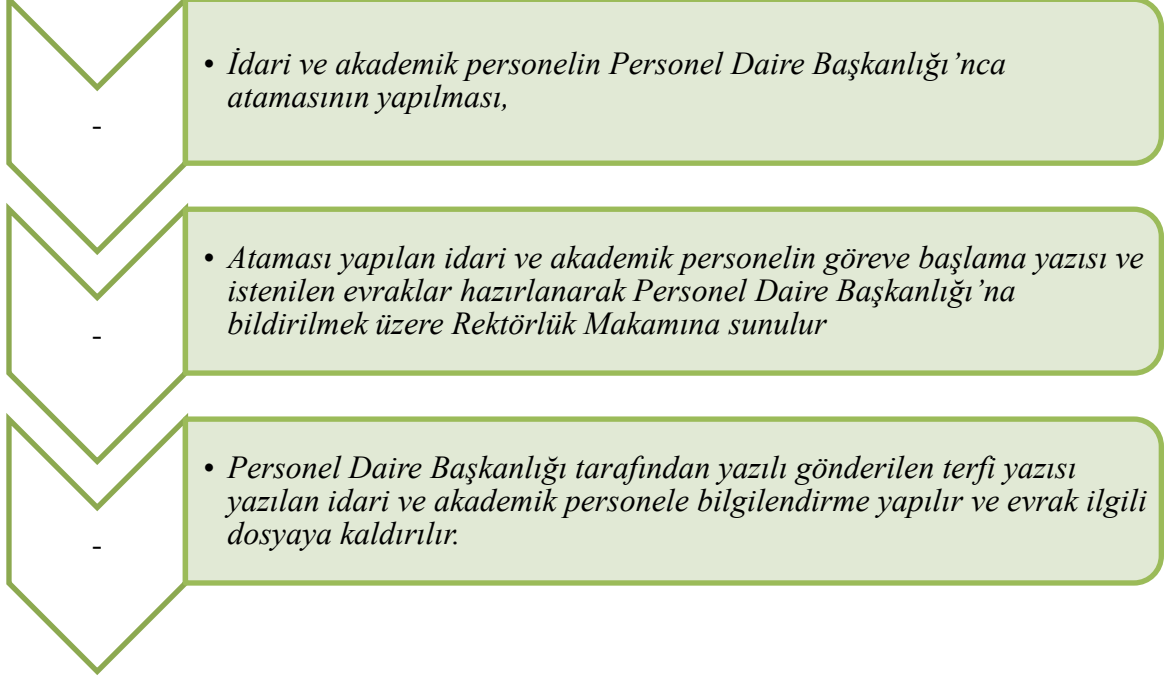 -
• İdari ve akademik personelin Personel Daire Başkanlığı’nca
atamasının yapılması,
-
• Ataması yapılan idari ve akademik personelin göreve başlama yazısı ve
istenilen evraklar hazırlanarak Personel Daire Başkanlığı’na
bildirilmek üzere Rektörlük Makamına sunulur
-
• Personel Daire Başkanlığı tarafından yazılı gönderilen terfi yazısı
yazılan idari ve akademik personele bilgilendirme yapılır ve evrak ilgili
dosyaya kaldırılır.